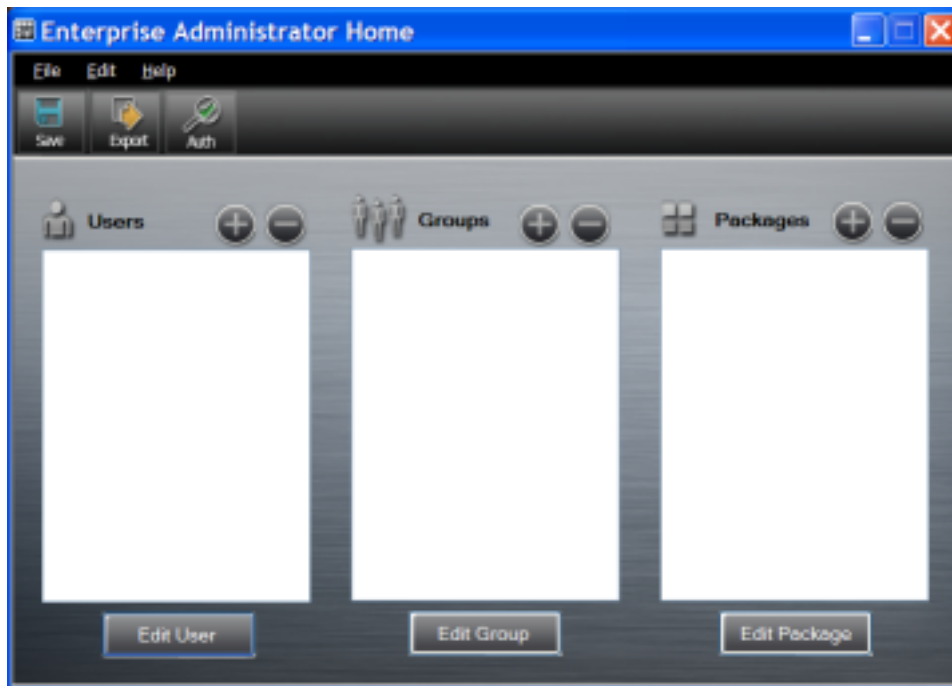 Enterprise Administrator Home
File Edit Help
Save Export Auth
Users Groups Packages
Edit User Edit Group Edit Package